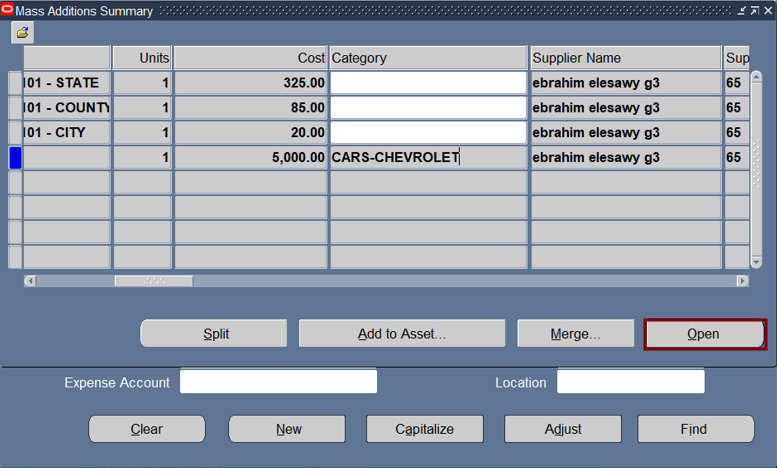 Mass Additions Summary
Units Cost Category Supplier Name Sup
I01 - STATE 1 325.00 ebrahim elesawy g3 65
I01 - COUNTY 1 85.00 ebrahim elesawy g3 65
I01 - CITY 1 20.00 ebrahim elesawy g3 65
1 5,000.00 CARS-CHEVROLET ebrahim elesawy g3 65
Split Add to Asset... Merge... Open
Expense Account Location
Clear New Capitalize Adjust Find